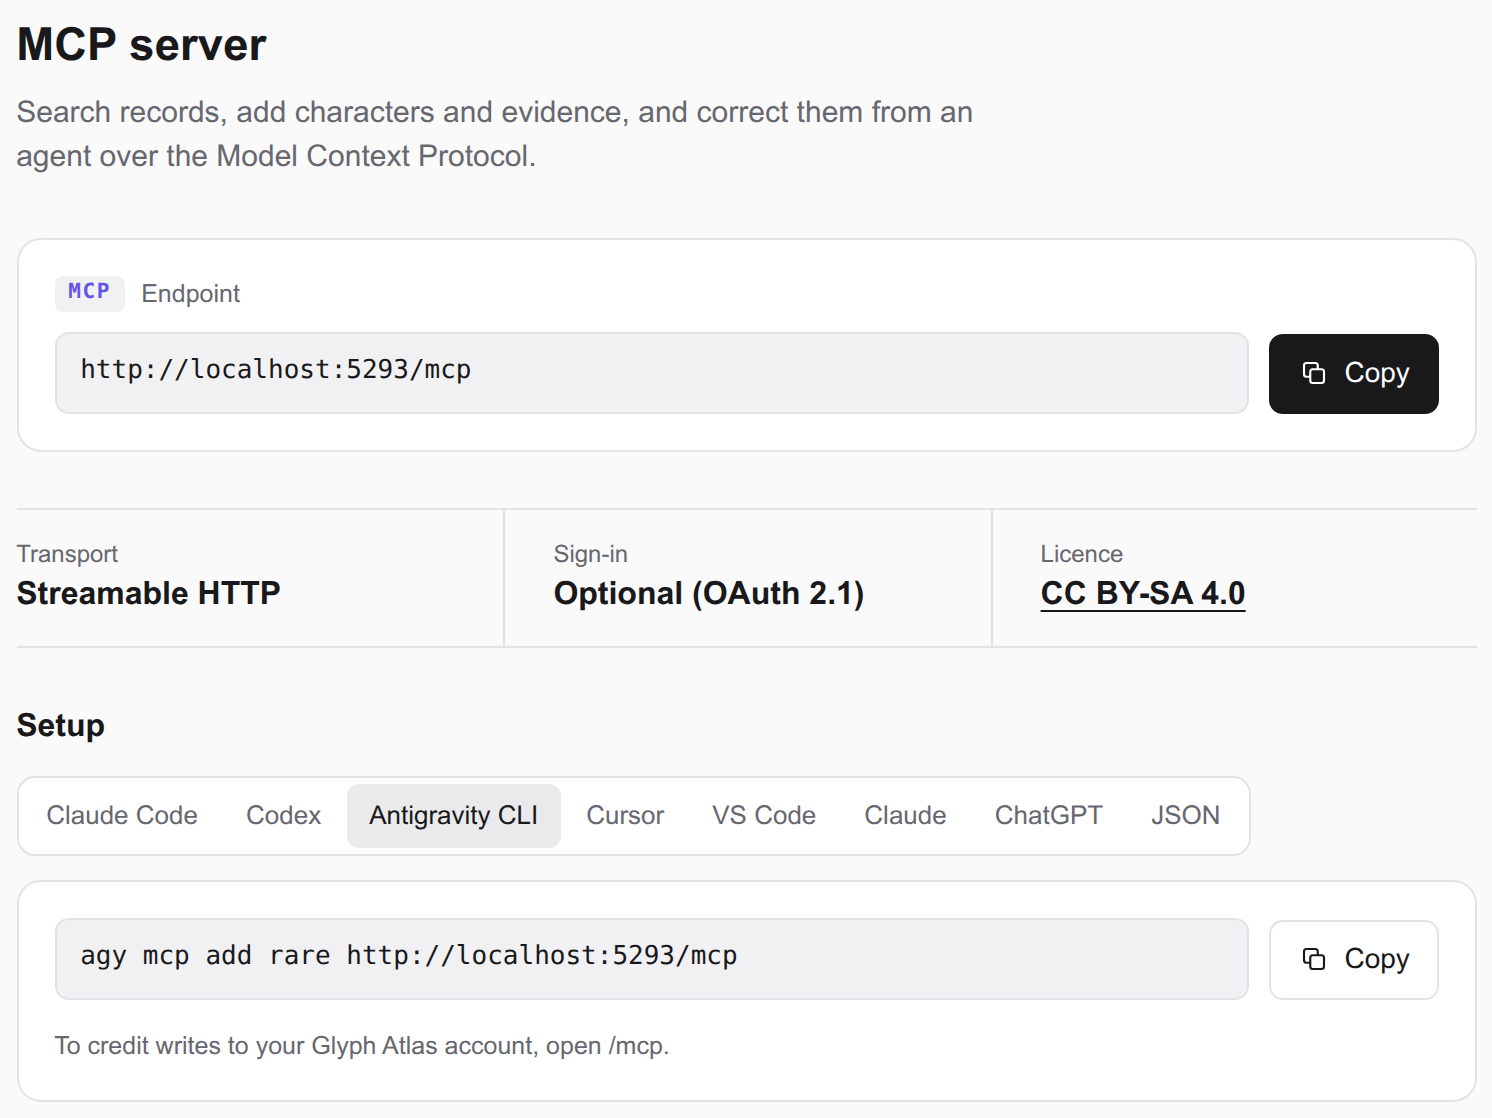 MCP server
Search records, add characters and evidence, and correct them from an
agent over the Model Context Protocol.
MCP Endpoint
http://localhost:5293/mcp Copy
Transport Sign-in Licence
Streamable HTTP Optional (OAuth 2.1) CC BY-SA 4.0
Setup
Claude Code Codex Antigravity CLI Cursor VS Code Claude ChatGPT JSON
agy mcp add rare http://localhost:5293/mcp Copy
To credit writes to your Glyph Atlas account, open /mcp.